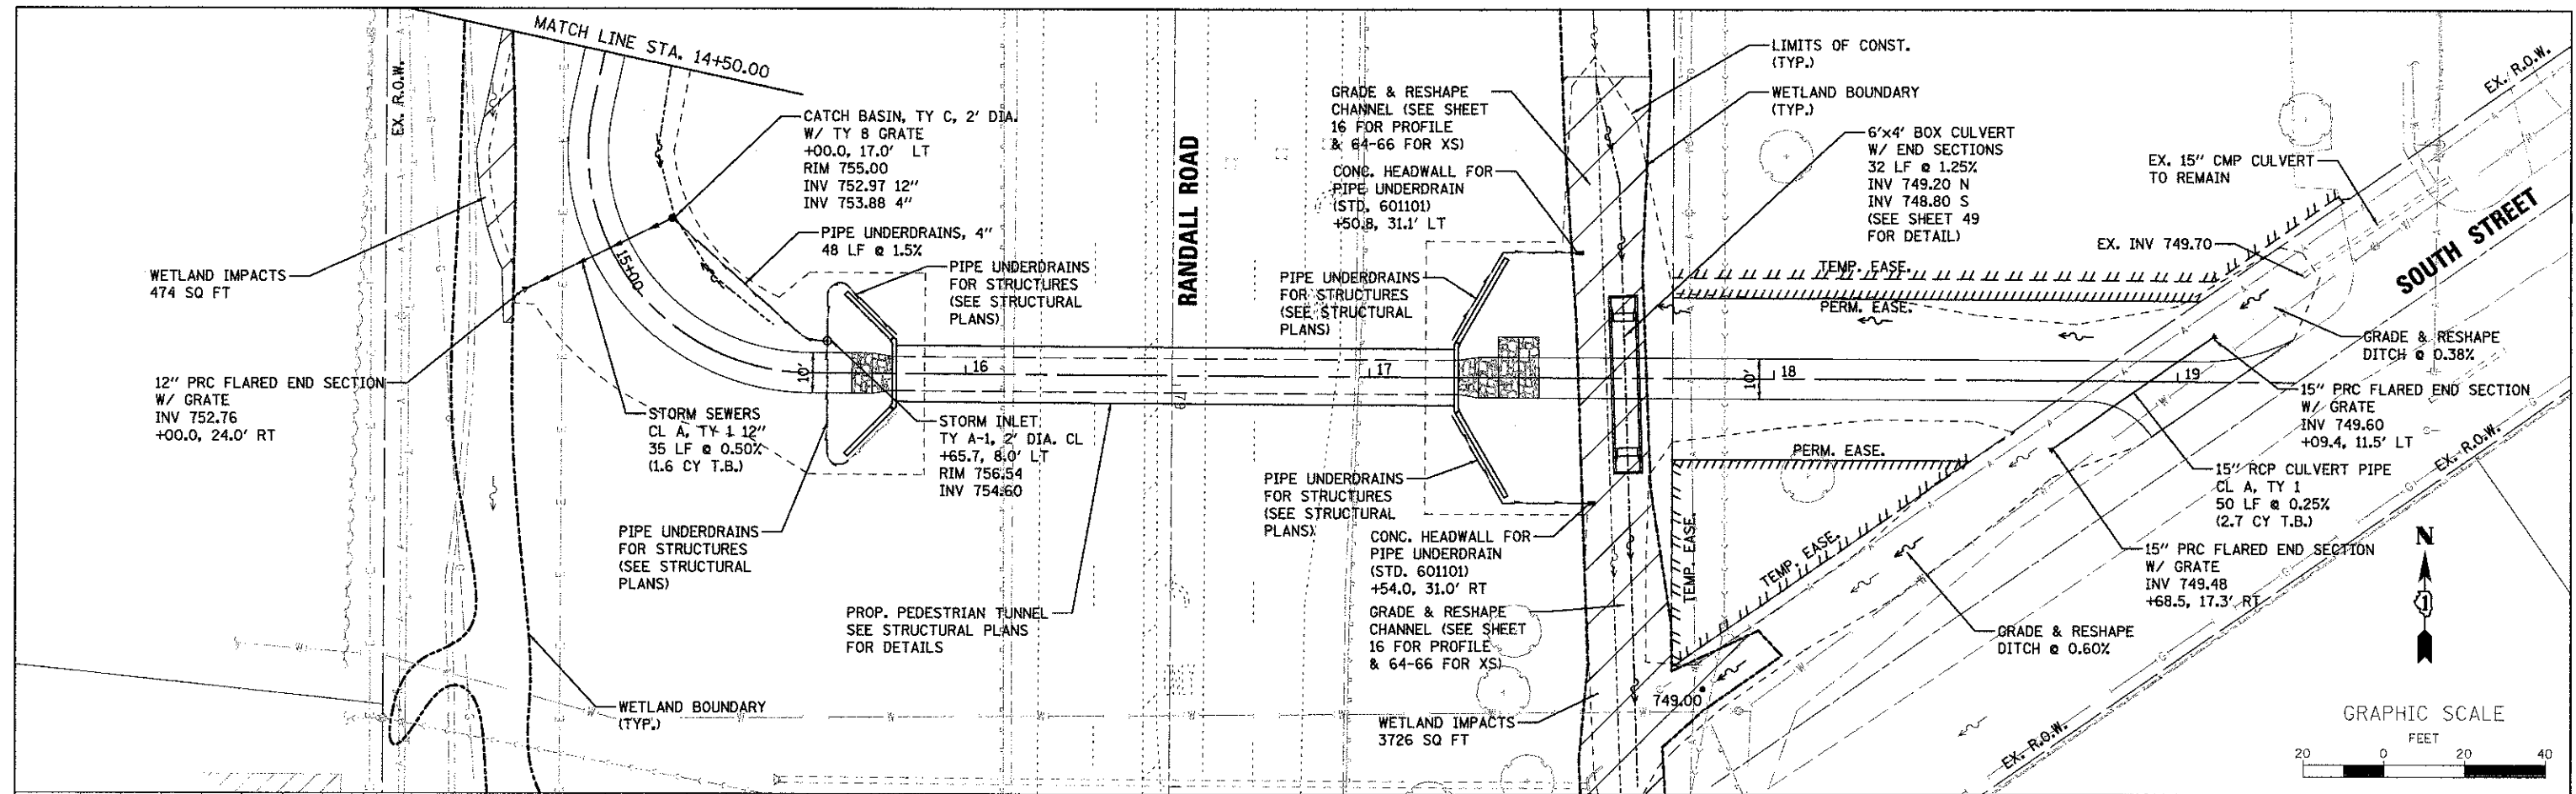 MATCH LINE STA. 14+50.00
EX. R.O.W.
CATCH BASIN, TY C, 2' DIA.
W/ TY 8 GRATE
+00.0, 17.0' LT
RIM 755.00
INV 752.97 12"
INV 753.88 4"
PIPE UNDERDRAINS, 4"
48 LF @ 1.5%
PIPE UNDERDRAINS
FOR STRUCTURES
(SEE STRUCTURAL
PLANS)
WETLAND IMPACTS
474 SQ FT
12" PRC FLARED END SECTION
W/ GRATE
INV 752.76
+00.0, 24.0' RT
15+00
10'
STORM SEWERS
CL A, TY 1 12"
35 LF @ 0.50%
(1.6 CY T.B.)
STORM INLET
TY A-1, 2' DIA. CL
+65.7, 8.0' LT
RIM 756.54
INV 754.60
PIPE UNDERDRAINS
FOR STRUCTURES
(SEE STRUCTURAL
PLANS)
PROP. PEDESTRIAN TUNNEL
SEE STRUCTURAL PLANS
FOR DETAILS
WETLAND BOUNDARY
(TYP.)
RANDALL ROAD
16
17
18
19
GRADE & RESHAPE
CHANNEL (SEE SHEET
16 FOR PROFILE
& 64-66 FOR XS)
CONC. HEADWALL FOR
PIPE UNDERDRAIN
(STD. 601101)
+50.8, 31.1' LT
PIPE UNDERDRAINS
FOR STRUCTURES
(SEE STRUCTURAL
PLANS)
PIPE UNDERDRAINS
FOR STRUCTURES
(SEE STRUCTURAL
PLANS)
CONC. HEADWALL FOR
PIPE UNDERDRAIN
(STD. 601101)
+54.0, 31.0' RT
GRADE & RESHAPE
CHANNEL (SEE SHEET
16 FOR PROFILE
& 64-66 FOR XS)
WETLAND IMPACTS
3726 SQ FT
LIMITS OF CONST.
(TYP.)
WETLAND BOUNDARY
(TYP.)
6'x4' BOX CULVERT
W/ END SECTIONS
32 LF @ 1.25%
INV 749.20 N
INV 748.80 S
(SEE SHEET 49
FOR DETAIL)
EX. 15" CMP CULVERT
TO REMAIN
EX. INV 749.70
EX. R.O.W.
SOUTH STREET
TEMP. EASE.
PERM. EASE.
10'
PERM. EASE.
TEMP. EASE.
TEMP. EASE.
749.00
GRADE & RESHAPE
DITCH @ 0.38%
15" PRC FLARED END SECTION
W/ GRATE
INV 749.60
+09.4, 11.5' LT
EX. R.O.W.
15" RCP CULVERT PIPE
CL A, TY 1
50 LF @ 0.25%
(2.7 CY T.B.)
15" PRC FLARED END SECTION
W/ GRATE
INV 749.48
+68.5, 17.3' RT
GRADE & RESHAPE
DITCH @ 0.60%
EX. R.O.W.
N
GRAPHIC SCALE
FEET
20 0 20 40